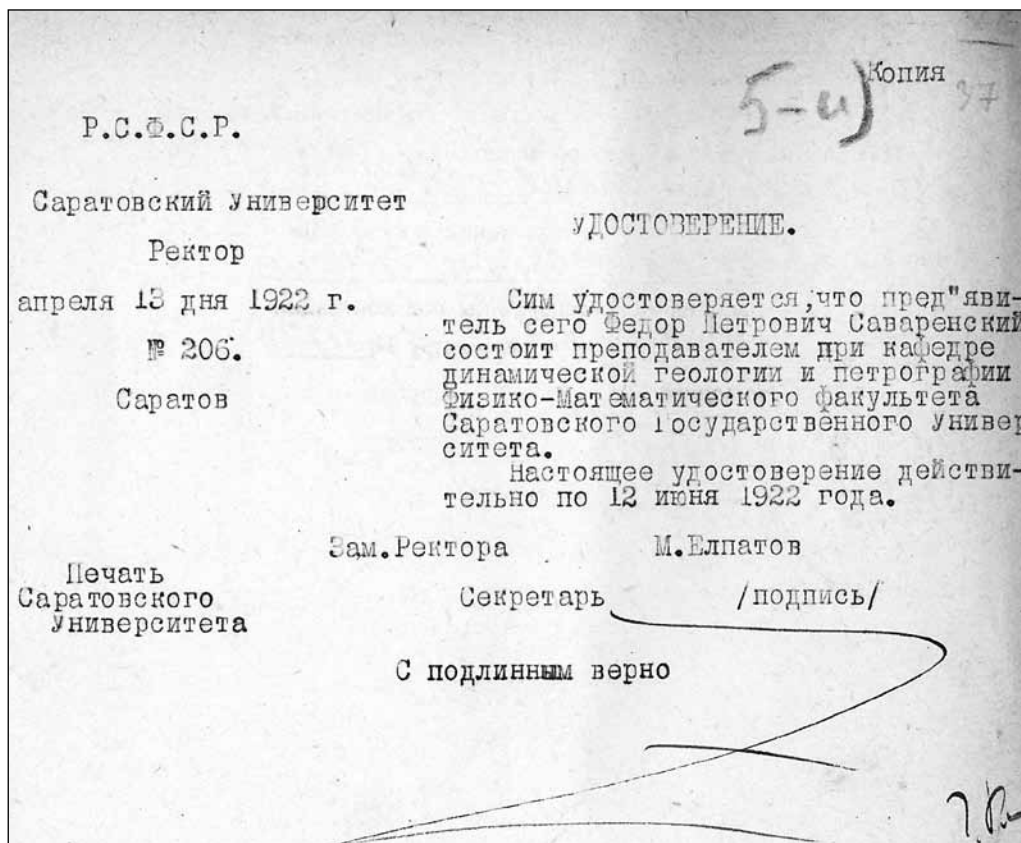 Копия
37
Р.С.Ф.С.Р.
Саратовский Университет
Ректор
апреля 13 дня 1922 г.
№ 206.
Саратов
УДОСТОВЕРЕНИЕ.
Сим удостоверяется,что пред"яви-
тель сего Федор Петрович Саваренский
состоит преподавателем при кафедре
динамической геологии и петрографии
Физико-Математического факультета
Саратовского Государственного Универ
ситета.
Настоящее удостоверение действи-
тельно по 12 июня 1922 года.
Зам.Ректора М.Елпатов
Печать
Саратовского
Университета
Секретарь /подпись/
С подлинным верно